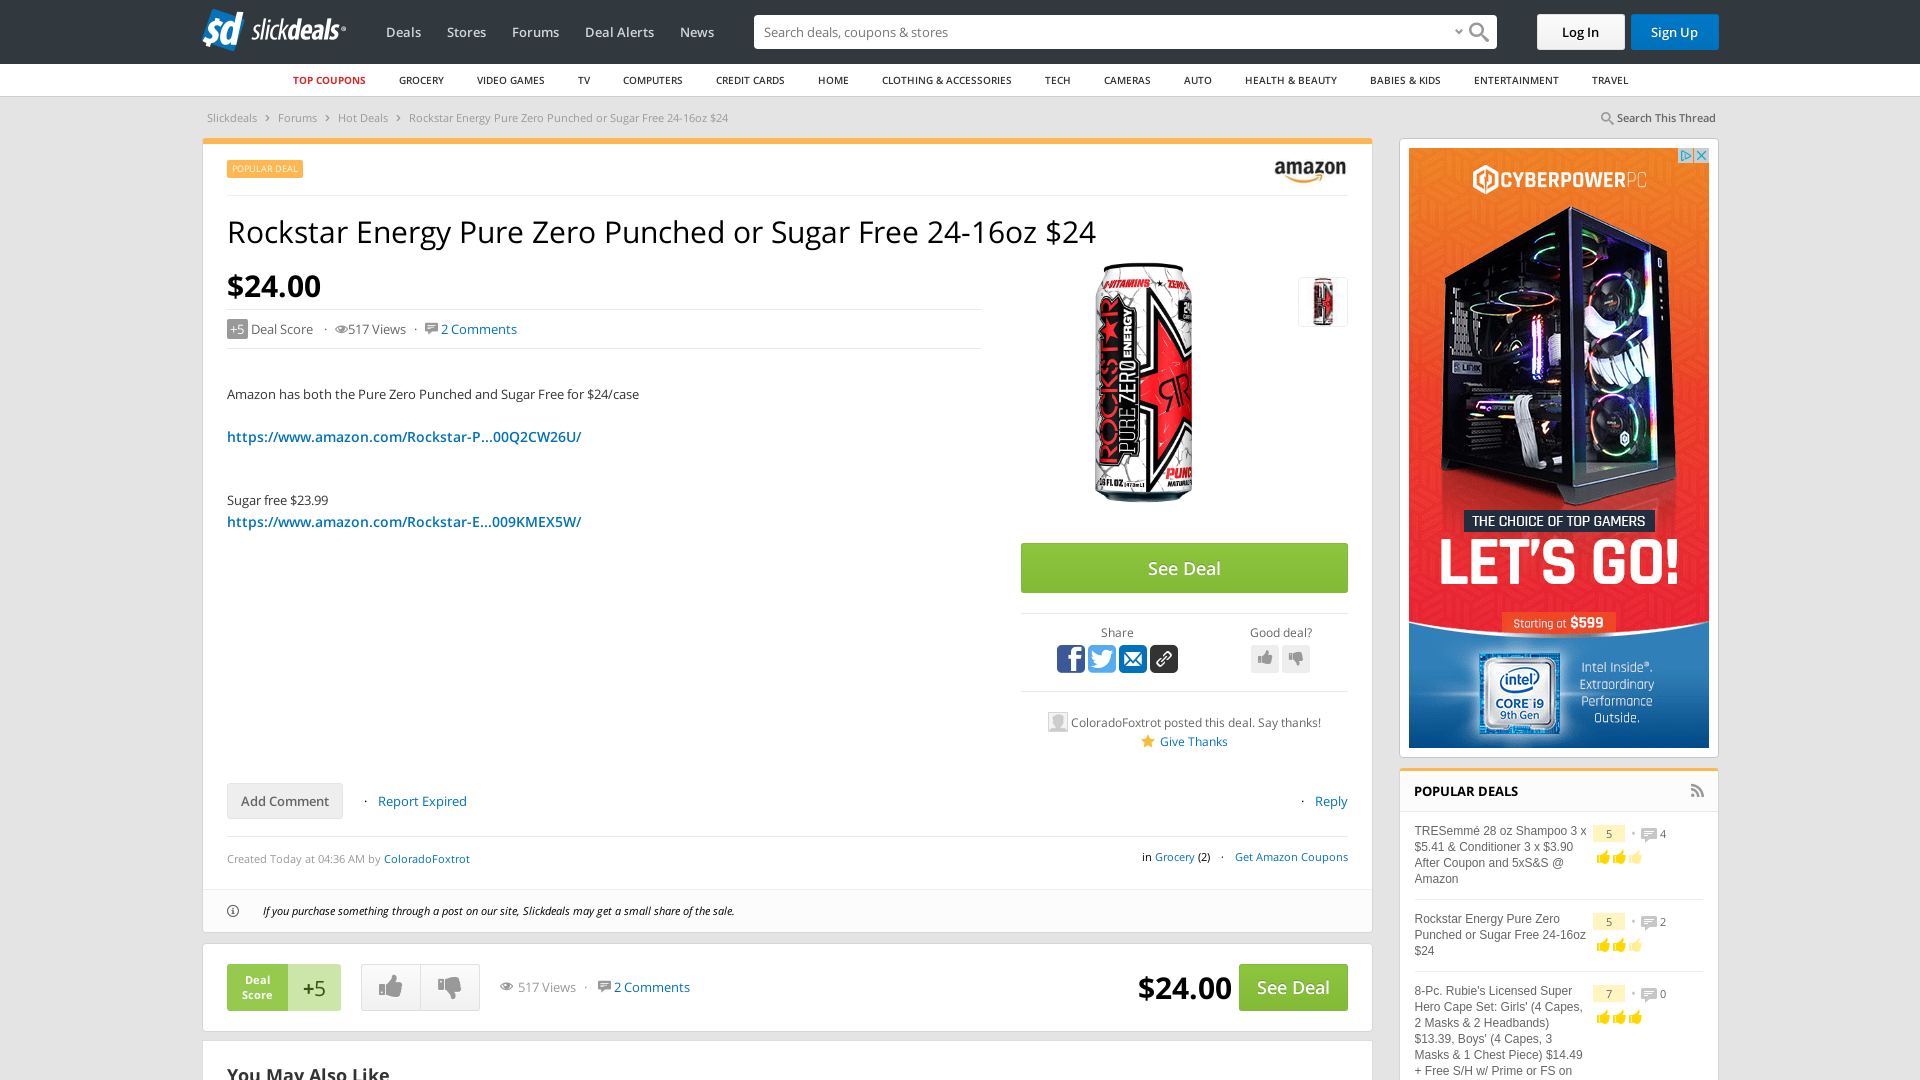 slickdeals
Deals
Stores
Forums
Deal Alerts
News
Search deals, coupons & stores
Log In
Sign Up
TOP COUPONS
GROCERY
VIDEO GAMES
TV
COMPUTERS
CREDIT CARDS
HOME
CLOTHING & ACCESSORIES
TECH
CAMERAS
AUTO
HEALTH & BEAUTY
BABIES & KIDS
ENTERTAINMENT
TRAVEL
Slickdeals › Forums › Hot Deals › Rockstar Energy Pure Zero Punched or Sugar Free 24-16oz $24
Search This Thread
POPULAR DEAL
amazon
Rockstar Energy Pure Zero Punched or Sugar Free 24-16oz $24
$24.00
+5 Deal Score · 517 Views · 2 Comments
Amazon has both the Pure Zero Punched and Sugar Free for $24/case
https://www.amazon.com/Rockstar-P...00Q2CW26U/
Sugar free $23.99
https://www.amazon.com/Rockstar-E...009KMEX5W/
ROCKSTAR
ENERGY
PURE ZERO
See Deal
Share
Good deal?
ColoradoFoxtrot posted this deal. Say thanks!
Give Thanks
Add Comment · Report Expired
· Reply
Created Today at 04:36 AM by ColoradoFoxtrot
in Grocery (2) · Get Amazon Coupons
If you purchase something through a post on our site, Slickdeals may get a small share of the sale.
Deal Score
+5
517 Views · 2 Comments
$24.00
See Deal
You May Also Like
CYBERPOWERPC
THE CHOICE OF TOP GAMERS
LET'S GO!
Starting at $599
intel
CORE i9
9th Gen
Intel Inside®.
Extraordinary
Performance
Outside.
POPULAR DEALS
TRESemmé 28 oz Shampoo 3 x
$5.41 & Conditioner 3 x $3.90
After Coupon and 5xS&S @
Amazon
5 • 4
Rockstar Energy Pure Zero
Punched or Sugar Free 24-16oz
$24
5 • 2
8-Pc. Rubie's Licensed Super
Hero Cape Set: Girls' (4 Capes,
2 Masks & 2 Headbands)
$13.39, Boys' (4 Capes, 3
Masks & 1 Chest Piece) $14.49
+ Free S/H w/ Prime or FS on
7 • 0